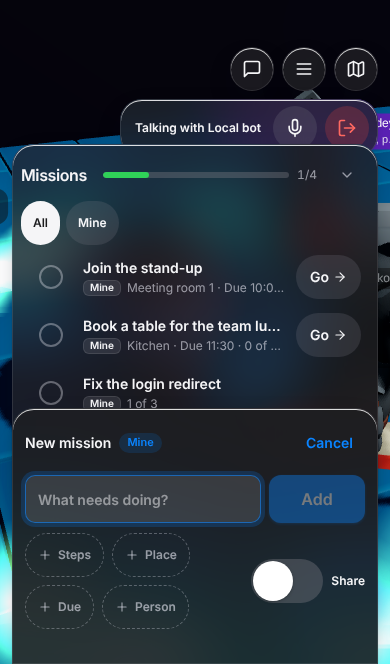 Talking with Local bot
Missions 1/4
All Mine
Join the stand-up
Mine Meeting room 1 · Due 10:0...
Go →
Book a table for the team lu...
Mine Kitchen · Due 11:30 · 0 of ...
Go →
Fix the login redirect
Mine 1 of 3
New mission Mine Cancel
What needs doing? Add
+ Steps + Place
Share
+ Due + Person